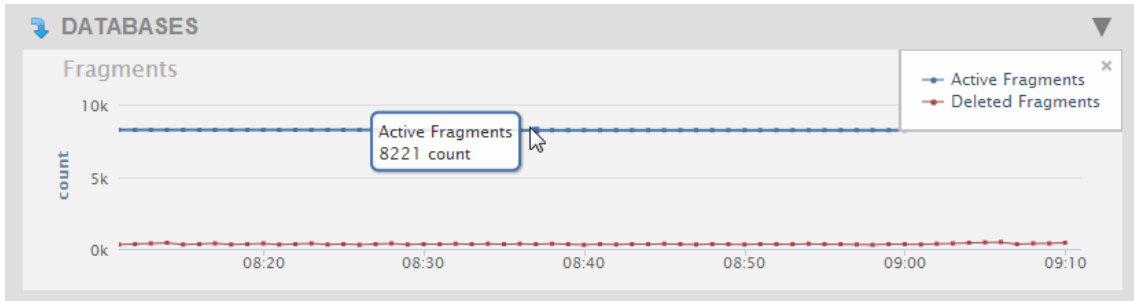 DATABASES
Fragments
Active Fragments
Deleted Fragments
10k
5k
0k
count
Active Fragments
8221 count
08:20 08:30 08:40 08:50 09:00 09:10